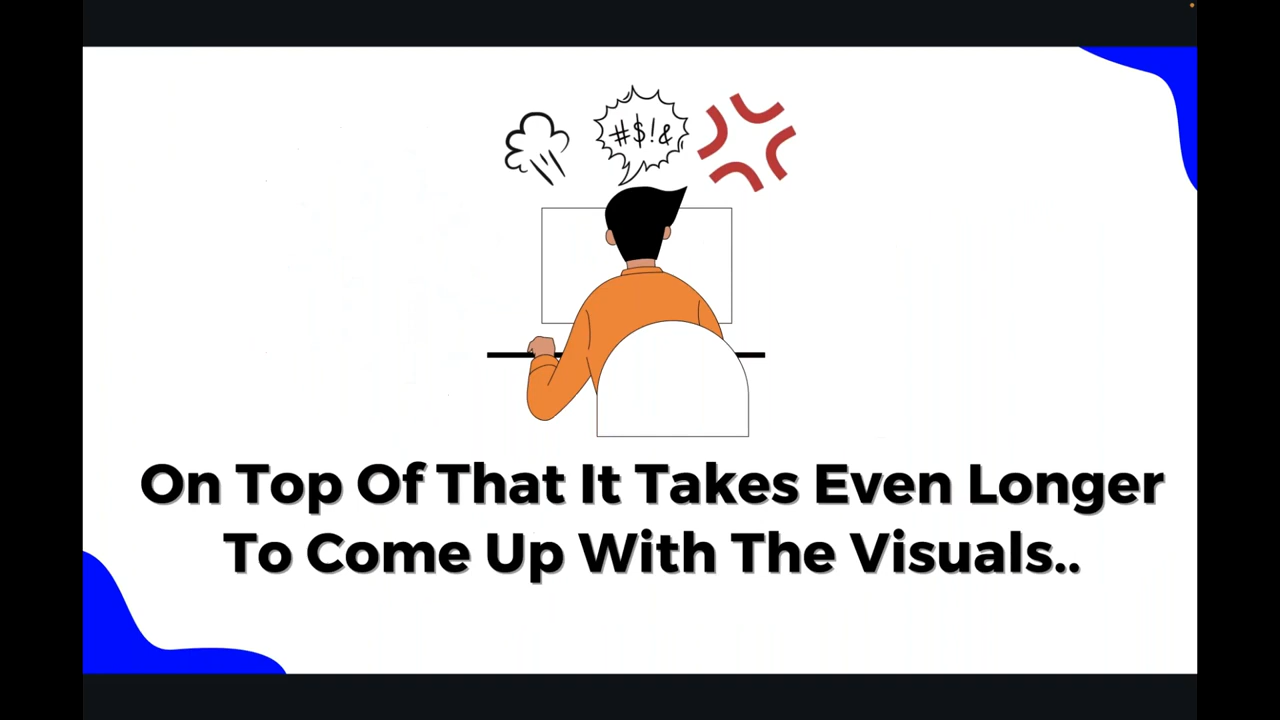 #$!&
On Top Of That It Takes Even Longer
To Come Up With The Visuals..